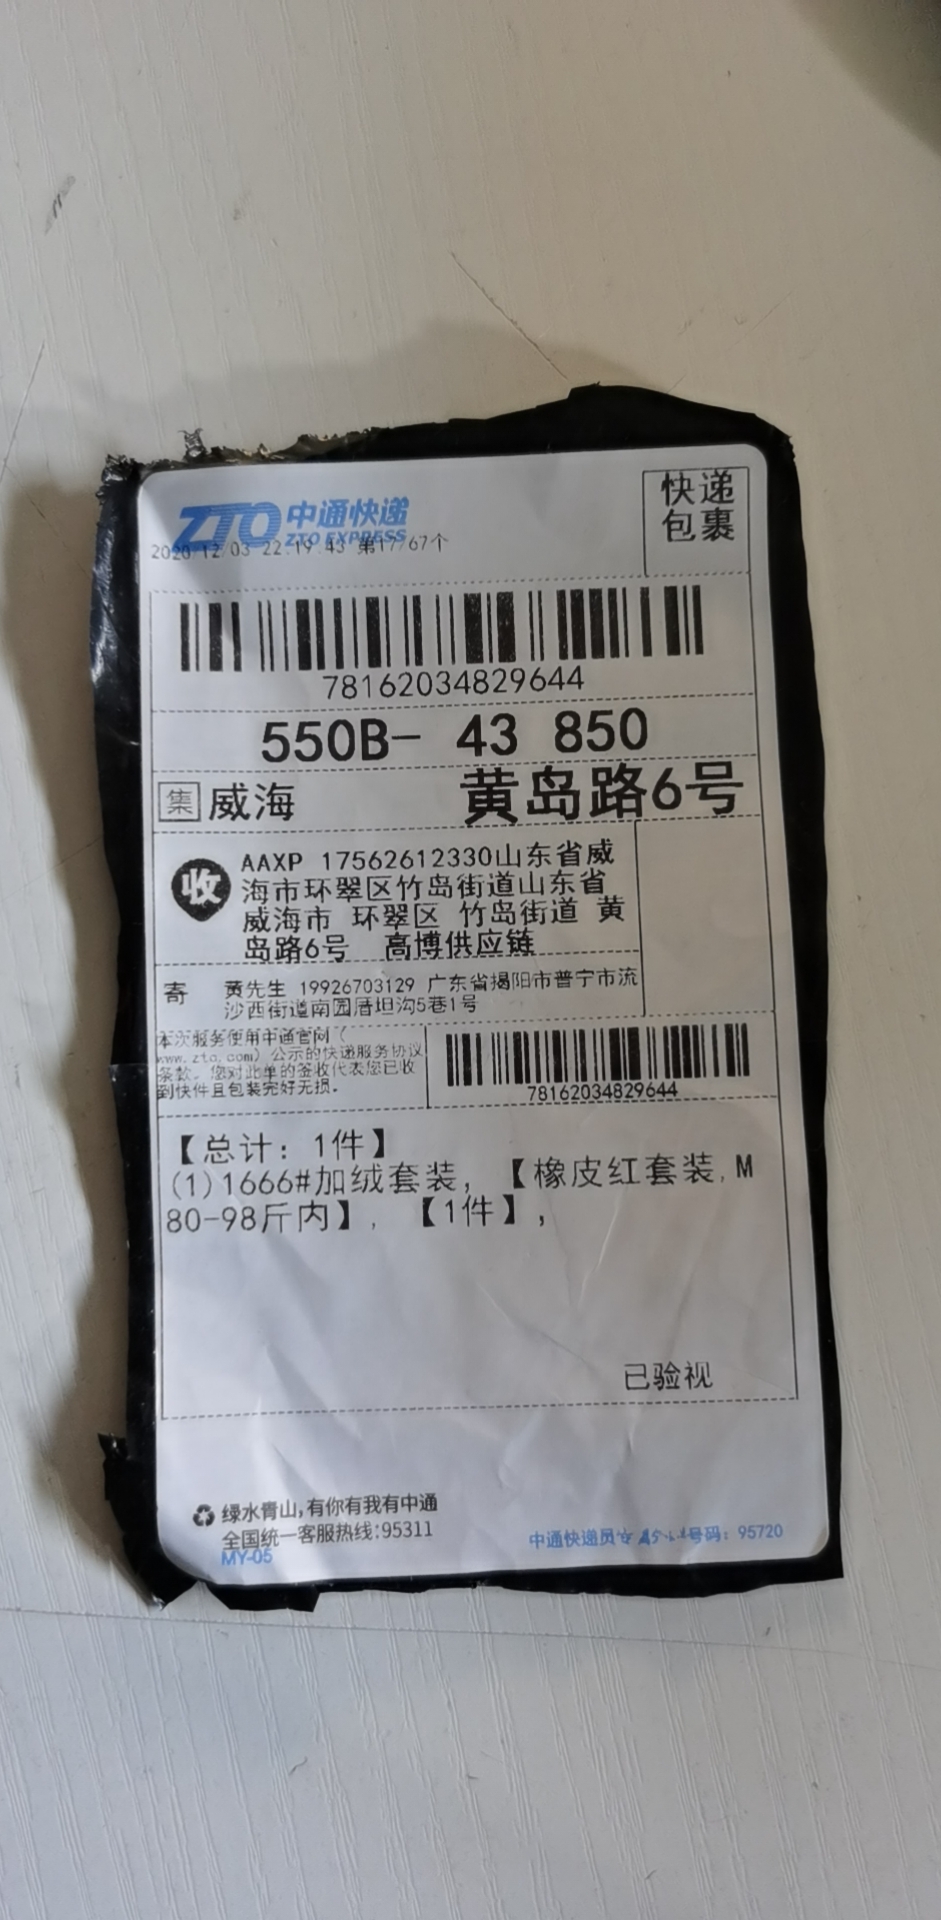 ZTO 中通快递
ZTO EXPRESS
快递
包裹
2020/12/03 22:19:43 第17/67个
78162034829644
550B- 43 850
集 威海 黄岛路6号
收
AAXP 17562612330山东省威
海市环翠区竹岛街道山东省
威海市 环翠区 竹岛街道 黄
岛路6号 高博供应链
寄 黄先生 19926703129 广东省揭阳市普宁市流
沙西街道南园厝坦沟5巷1号
本次服务使用中通官网（
www.zto.com）公示的快递服务协议
条款。您对此单的签收代表您已收
到快件且包装完好无损。
78162034829644
【总计：1件】
(1)1666#加绒套装，【橡皮红套装,M
80-98斤内】，【1件】，
已验视
绿水青山,有你有我有中通
全国统一客服热线:95311
MY-05
中通快递员 号码：95720